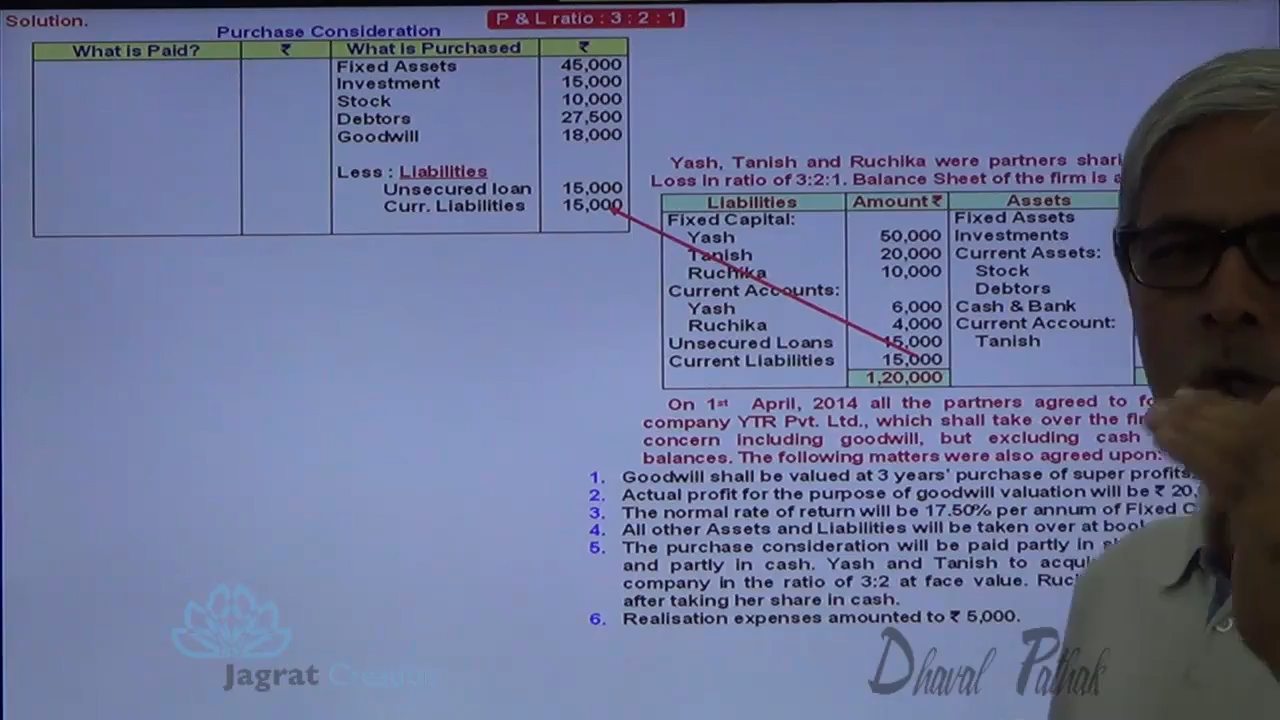 Solution.
P & L ratio : 3 : 2 : 1
Purchase Consideration
What is Paid? ₹ What is Purchased ₹
Fixed Assets 45,000
Investment 15,000
Stock 10,000
Debtors 27,500
Goodwill 18,000
Less : Liabilities
Unsecured loan 15,000
Curr. Liabilities 15,000
Yash, Tanish and Ruchika were partners
Loss in ratio of 3:2:1. Balance Sheet of the firm is
Liabilities Amount ₹ Assets
Fixed Capital: Fixed Assets
Yash 50,000 Investments
Tanish 20,000 Current Assets:
Ruchika 10,000 Stock
Current Accounts: Debtors
Yash 6,000 Cash & Bank
Ruchika 4,000 Current Account:
Unsecured Loans 15,000 Tanish
Current Liabilities 15,000
1,20,000
On 1st April, 2014 all the partners agreed to
company YTR Pvt. Ltd., which shall take over the
concern including goodwill, but excluding cash
balances. The following matters were also agreed upon:
1. Goodwill shall be valued at 3 years' purchase of super profits
2. Actual profit for the purpose of goodwill valuation will be ₹
3. The normal rate of return will be 17.50% per annum of Fixed
4. All other Assets and Liabilities will be taken over at
5. The purchase consideration will be paid partly in
and partly in cash. Yash and Tanish to
company in the ratio of 3:2 at face value.
after taking her share in cash.
6. Realisation expenses amounted to ₹ 5,000.
Jagrat
Dhaval Pathak